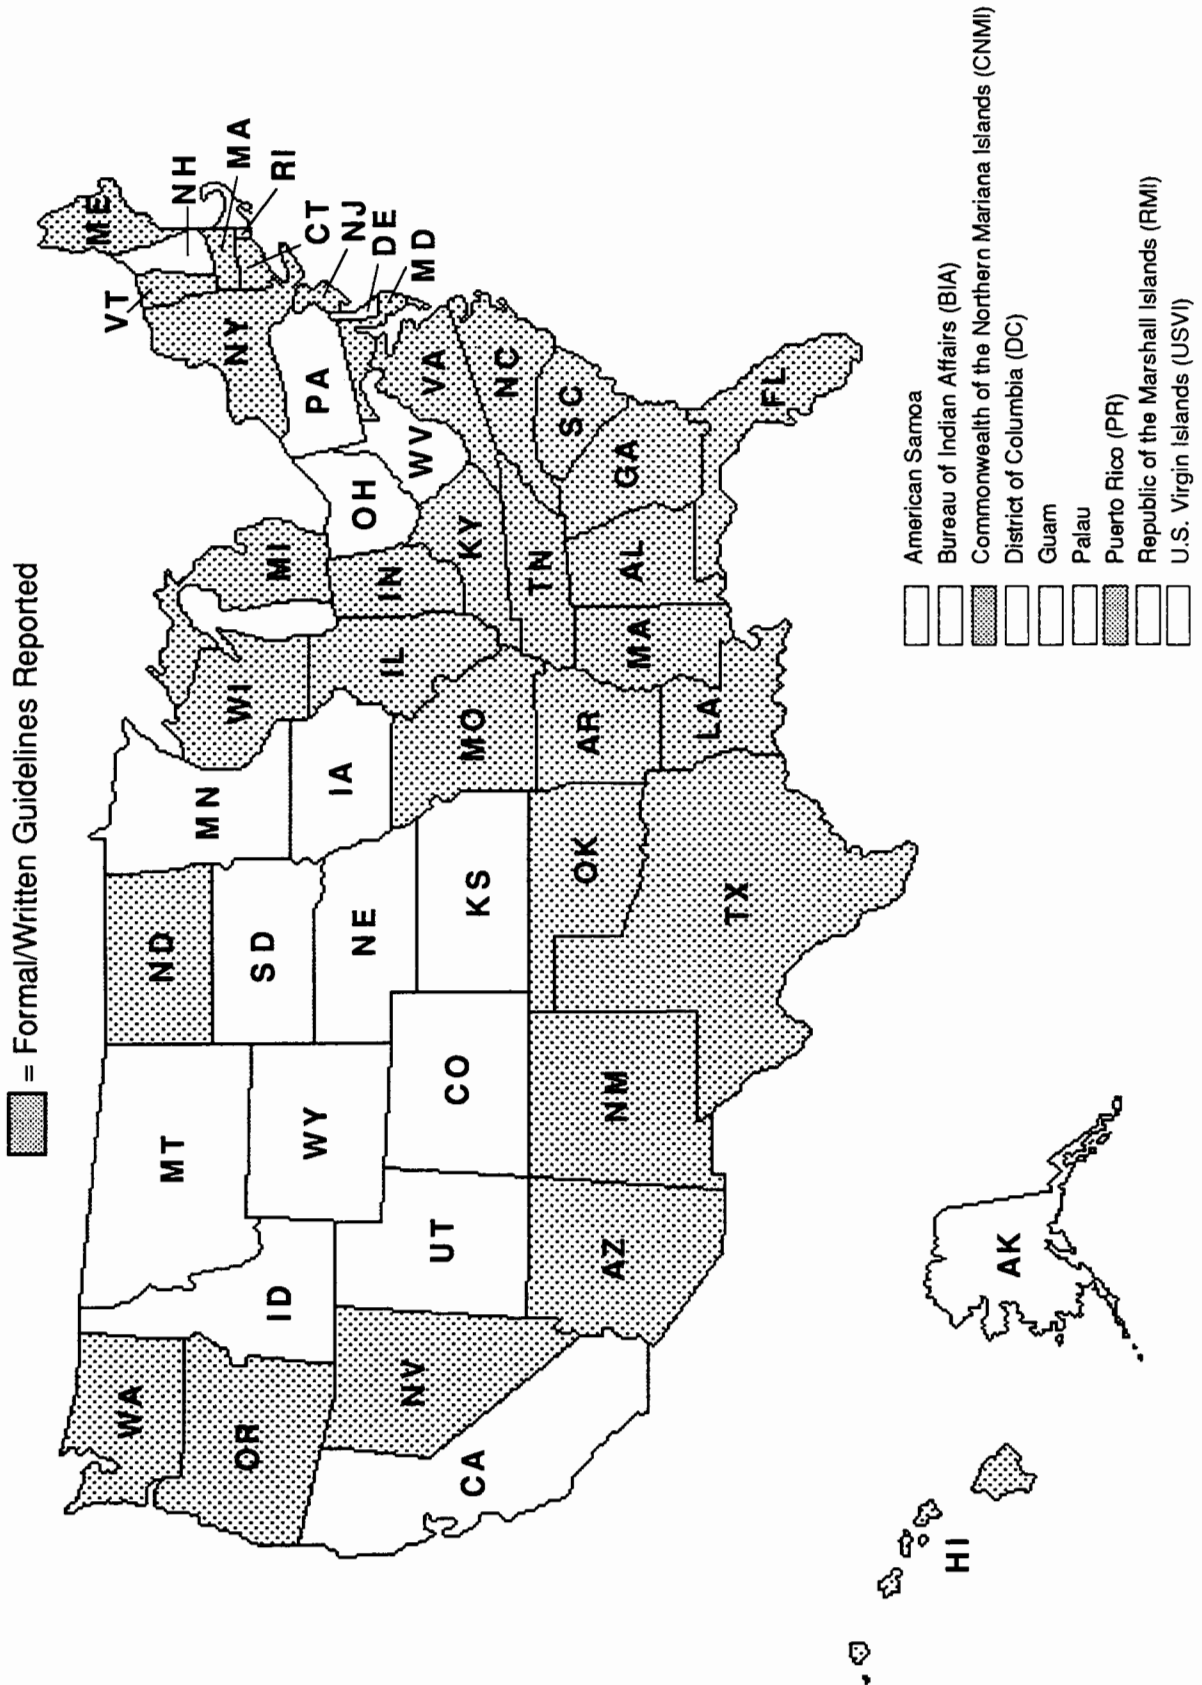 = Formal/Written Guidelines Reported
WA
OR
CA
NV
ID
MT
WY
UT
AZ
CO
NM
ND
SD
NE
KS
OK
TX
MN
IA
MO
AR
LA
WI
IL
MI
IN
OH
KY
TN
MA
AL
GA
FL
SC
NC
VA
WV
PA
NY
VT
ME
NH
MA
RI
CT
NJ
DE
MD
AK
HI
American Samoa
Bureau of Indian Affairs (BIA)
Commonwealth of the Northern Mariana Islands (CNMI)
District of Columbia (DC)
Guam
Palau
Puerto Rico (PR)
Republic of the Marshall Islands (RMI)
U.S. Virgin Islands (USVI)